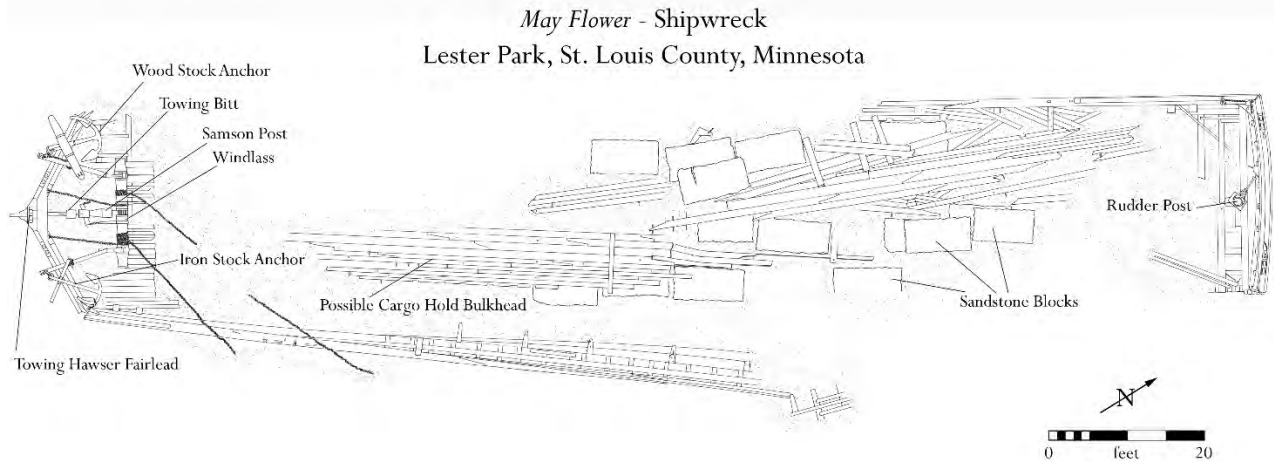 May Flower - Shipwreck
Lester Park, St. Louis County, Minnesota
Wood Stock Anchor
Towing Bitt
Samson Post
Windlass
Rudder Post
Iron Stock Anchor
Possible Cargo Hold Bulkhead
Sandstone Blocks
Towing Hawser Fairlead
N
0 feet 20